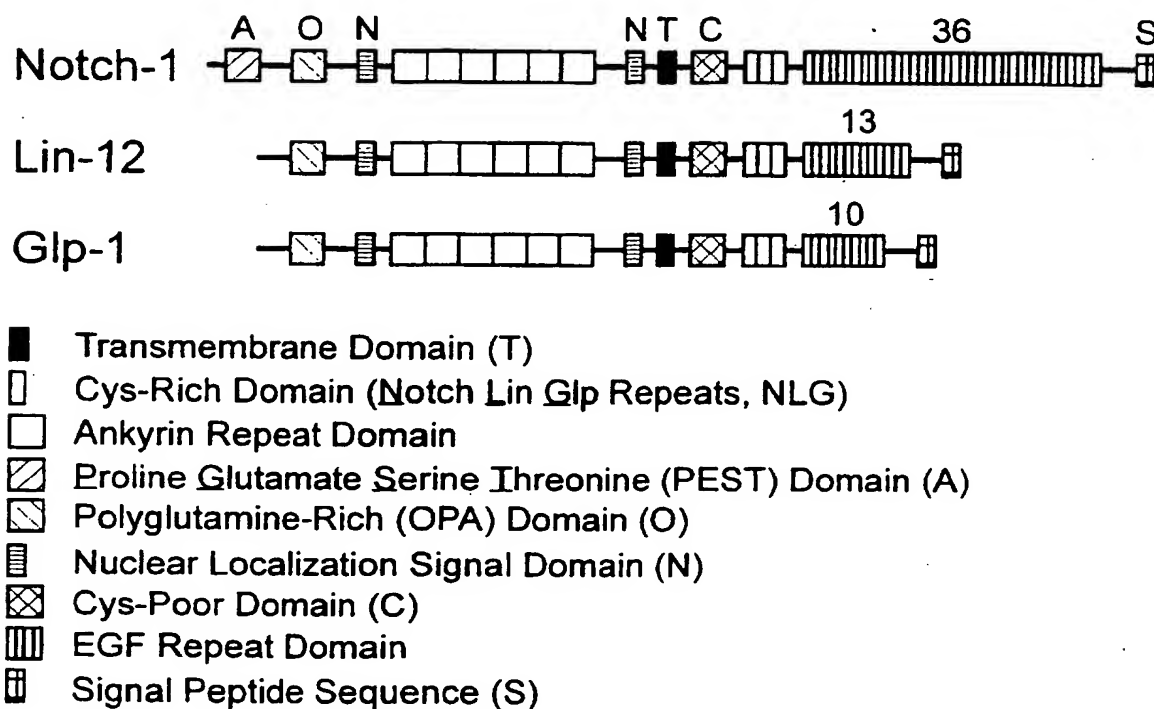 A O N N T C 36 S
Notch-1
13
Lin-12
10
Glp-1
Transmembrane Domain (T)
Cys-Rich Domain (Notch Lin Glp Repeats, NLG)
Ankyrin Repeat Domain
Proline Glutamate Serine Threonine (PEST) Domain (A)
Polyglutamine-Rich (OPA) Domain (O)
Nuclear Localization Signal Domain (N)
Cys-Poor Domain (C)
EGF Repeat Domain
Signal Peptide Sequence (S)